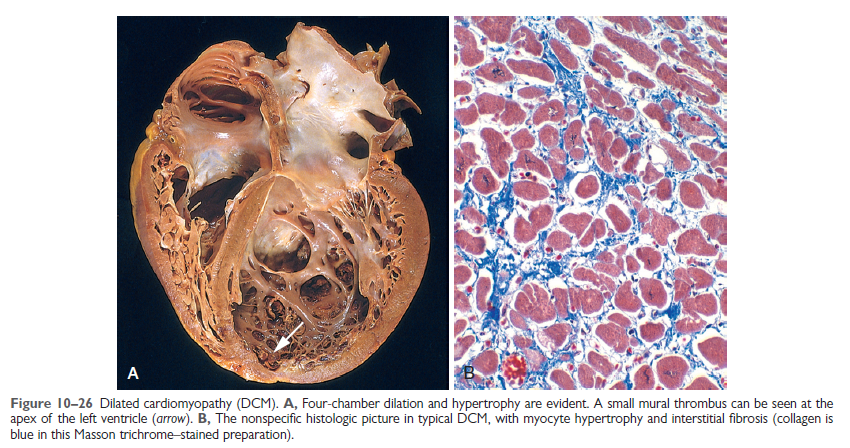 A
B
Figure 10–26 Dilated cardiomyopathy (DCM). A, Four-chamber dilation and hypertrophy are evident. A small mural thrombus can be seen at the
apex of the left ventricle (arrow). B, The nonspecific histologic picture in typical DCM, with myocyte hypertrophy and interstitial fibrosis (collagen is
blue in this Masson trichrome–stained preparation).